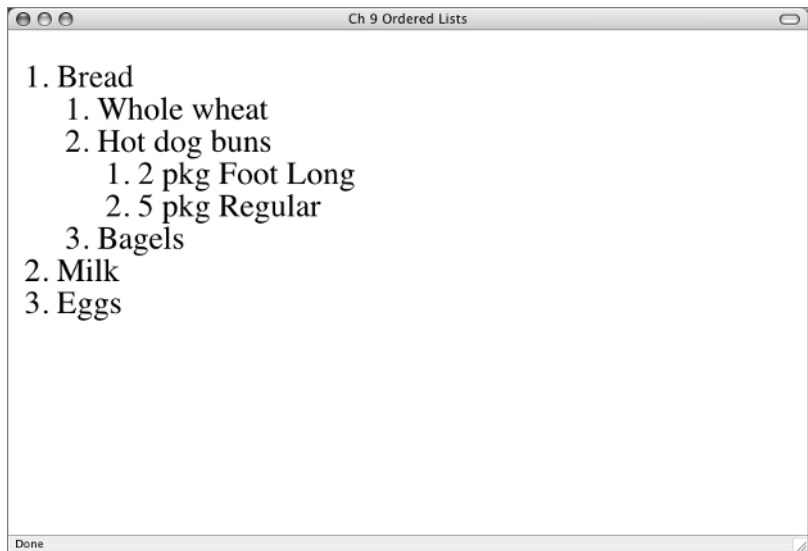 Ch 9 Ordered Lists
1. Bread
1. Whole wheat
2. Hot dog buns
1. 2 pkg Foot Long
2. 5 pkg Regular
3. Bagels
2. Milk
3. Eggs
Done